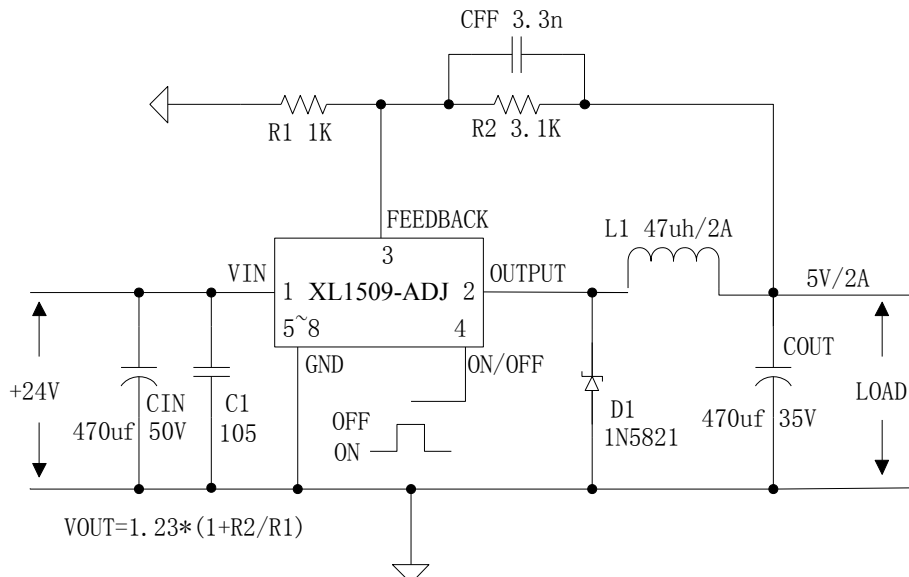 CFF 3.3n
R1 1K
R2 3.1K
FEEDBACK
L1 47uh/2A
3
VIN
OUTPUT
5V/2A
1 XL1509-ADJ 2
5~8
4
GND
ON/OFF
COUT
+24V
CIN
C1
OFF
D1
LOAD
470uf
50V
105
ON
1N5821
470uf
35V
VOUT=1.23*(1+R2/R1)